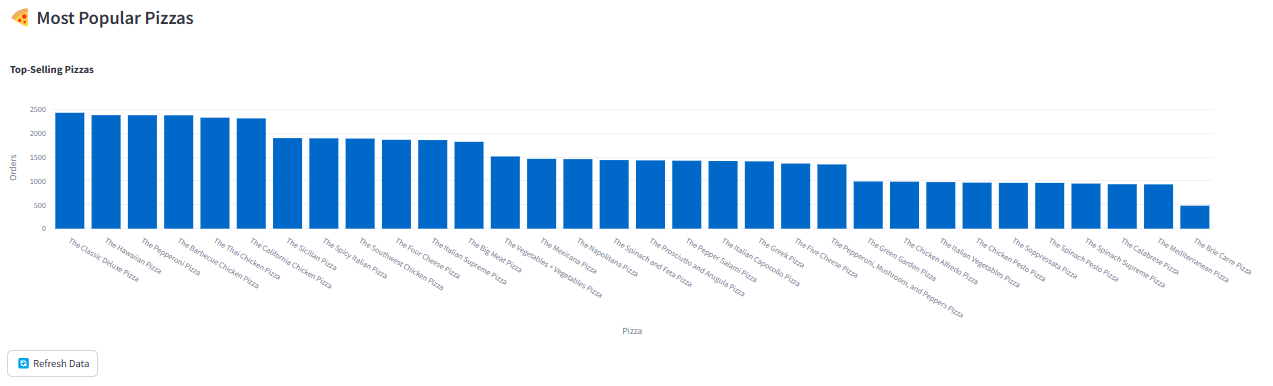 Most Popular Pizzas
Top-Selling Pizzas
2500
2000
1500
1000
500
0
Orders
The Classic Deluxe Pizza
The Hawaiian Pizza
The Pepperoni Pizza
The Barbecue Chicken Pizza
The Thai Chicken Pizza
The California Chicken Pizza
The Sicilian Pizza
The Spicy Italian Pizza
The Southwest Chicken Pizza
The Four Cheese Pizza
The Italian Supreme Pizza
The Big Meat Pizza
The Vegetables + Vegetables Pizza
The Mexicana Pizza
The Napolitana Pizza
The Spinach and Feta Pizza
The Prosciutto and Arugula Pizza
The Pepper Salami Pizza
The Italian Capocollo Pizza
The Greek Pizza
The Five Cheese Pizza
The Pepperoni, Mushroom, and Peppers Pizza
The Green Garden Pizza
The Chicken Alfredo Pizza
The Italian Vegetables Pizza
The Chicken Pesto Pizza
The Soppressata Pizza
The Spinach Pesto Pizza
The Spinach Supreme Pizza
The Calabrese Pizza
The Mediterranean Pizza
The Brie Carre Pizza
Pizza
Refresh Data